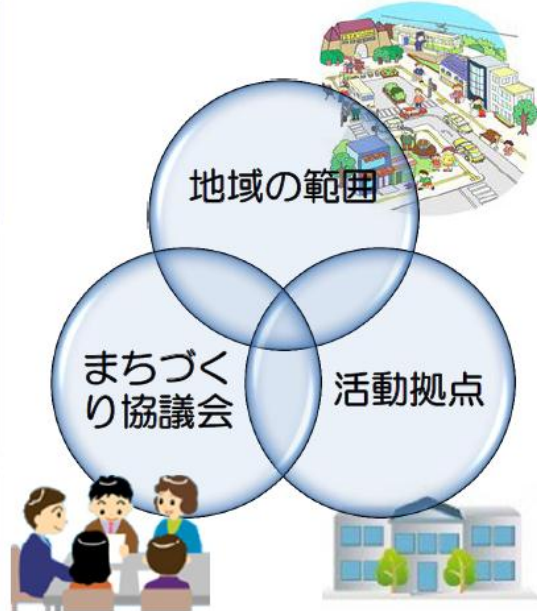 地域の範囲
まちづく
り協議会
活動拠点